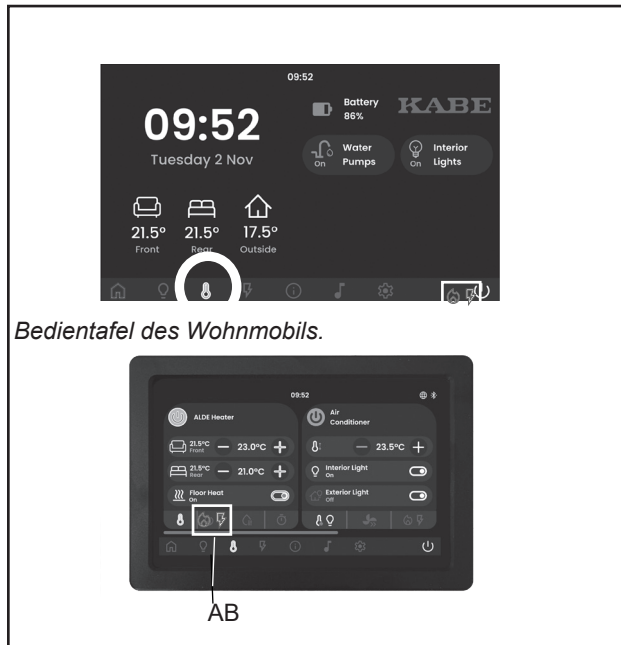 09:52
09:52
Tuesday 2 Nov
Battery
86%
KABE
On
Water
Pumps
On
Interior
Lights
21.5°
Front
21.5°
Rear
17.5°
Outside
Bedientafel des Wohnmobils.
09:52
ALDE Heater
21.5°C
Front
23.0°C
21.5°C
Rear
21.0°C
Floor Heat
On
Air
Conditioner
23.5°C
Interior Light
On
Exterior Light
Off
AB